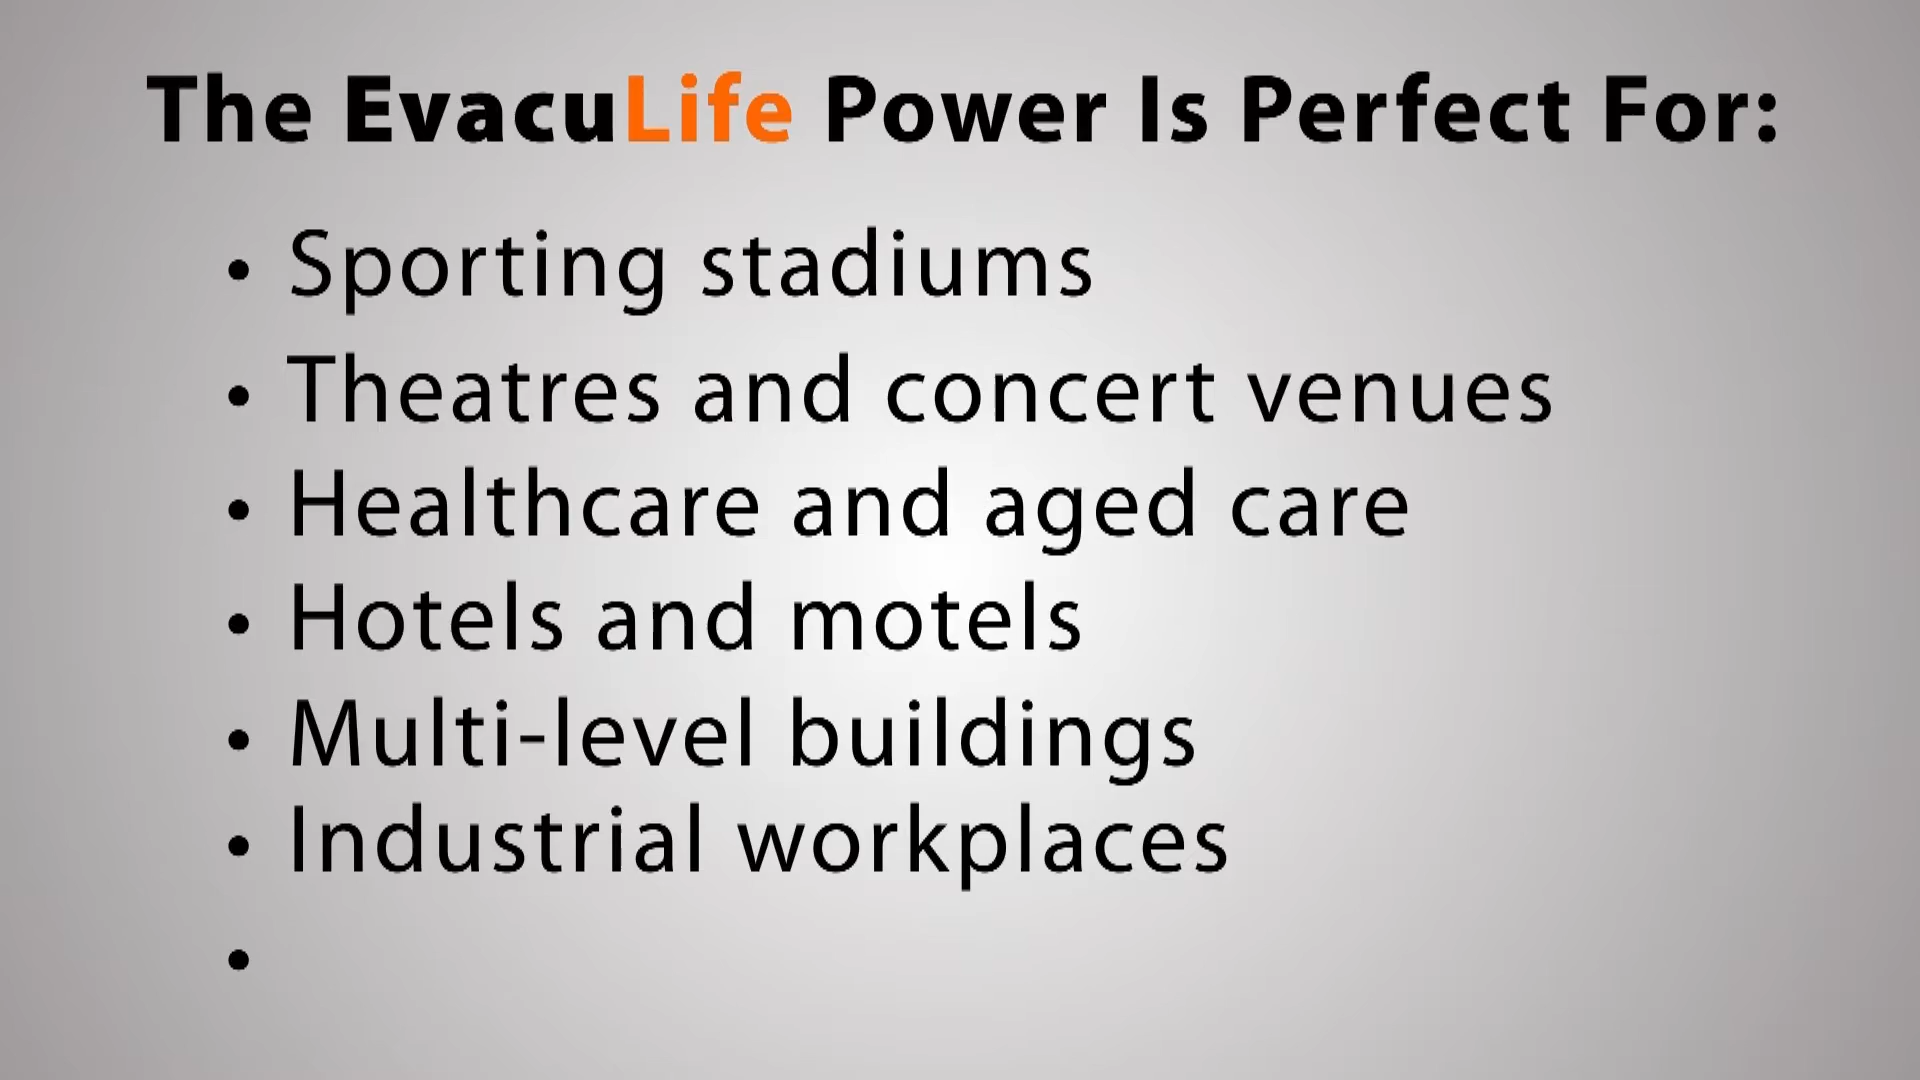 The EvacuLife Power Is Perfect For:
• Sporting stadiums
• Theatres and concert venues
• Healthcare and aged care
• Hotels and motels
• Multi-level buildings
• Industrial workplaces
•